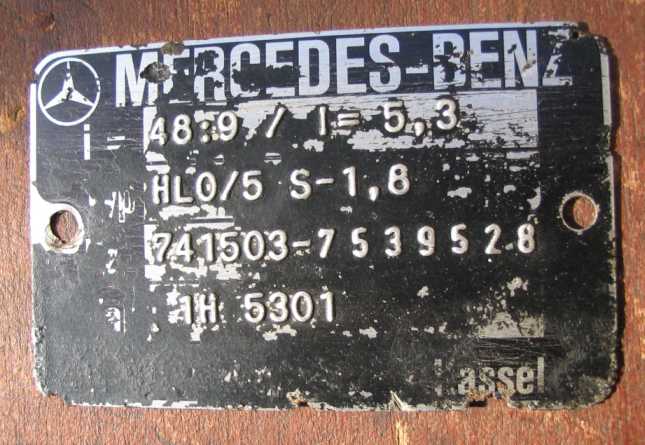 MERCEDES-BENZ
i = 48:9 / I= 5,3
HL0/5 S-1,8
741503-7539528
1H 5301
Kassel